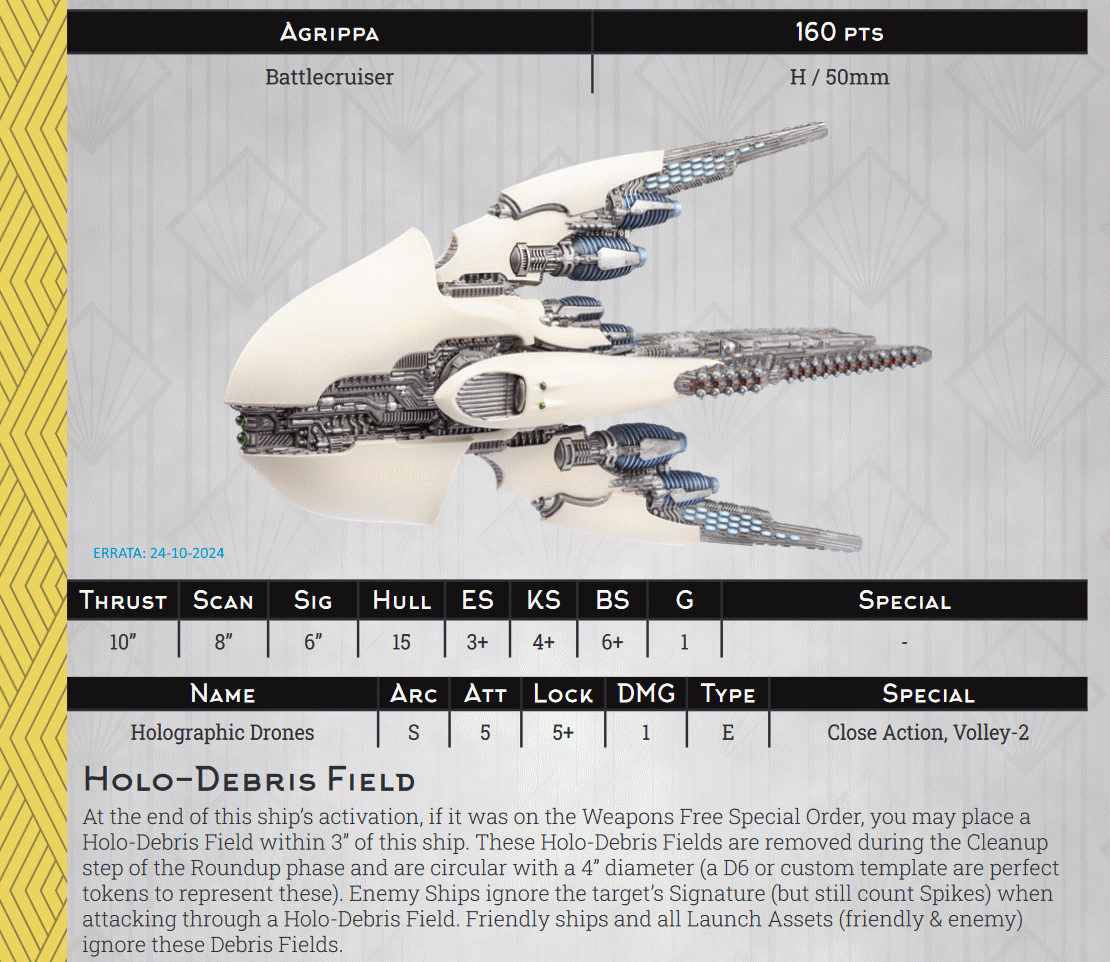 Agrippa
160 pts
Battlecruiser
H / 50mm
ERRATA: 24-10-2024
Thrust Scan Sig Hull ES KS BS G Special
10” 8” 6” 15 3+ 4+ 6+ 1 -
Name Arc Att Lock DMG Type Special
Holographic Drones S 5 5+ 1 E Close Action, Volley-2
Holo-Debris Field
At the end of this ship’s activation, if it was on the Weapons Free Special Order, you may place a
Holo-Debris Field within 3” of this ship. These Holo-Debris Fields are removed during the Cleanup
step of the Roundup phase and are circular with a 4” diameter (a D6 or custom template are perfect
tokens to represent these). Enemy Ships ignore the target’s Signature (but still count Spikes) when
attacking through a Holo-Debris Field. Friendly ships and all Launch Assets (friendly & enemy)
ignore these Debris Fields.